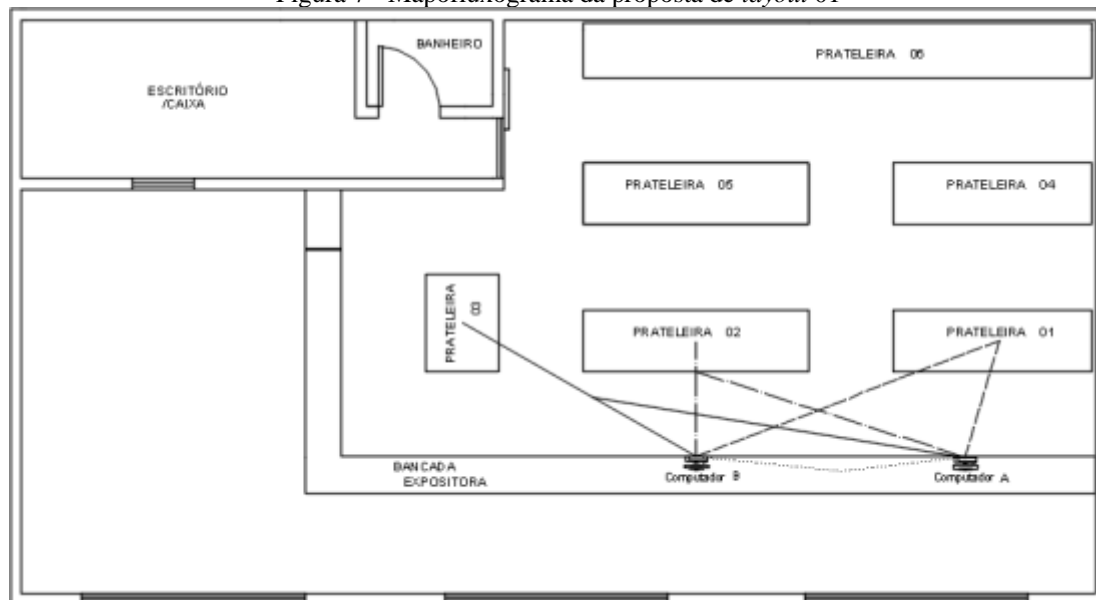 Figura 7 - Mapofluxograma da proposta de layout 01
BANHEIRO
PRATELEIRA 06
ESCRITÓRIO
/CAIXA
PRATELEIRA 05
PRATELEIRA 04
PRATELEIRA
PRATELEIRA 02
PRATELEIRA 01
BANCADA
EXPOSITORA
Computador B
Computador A